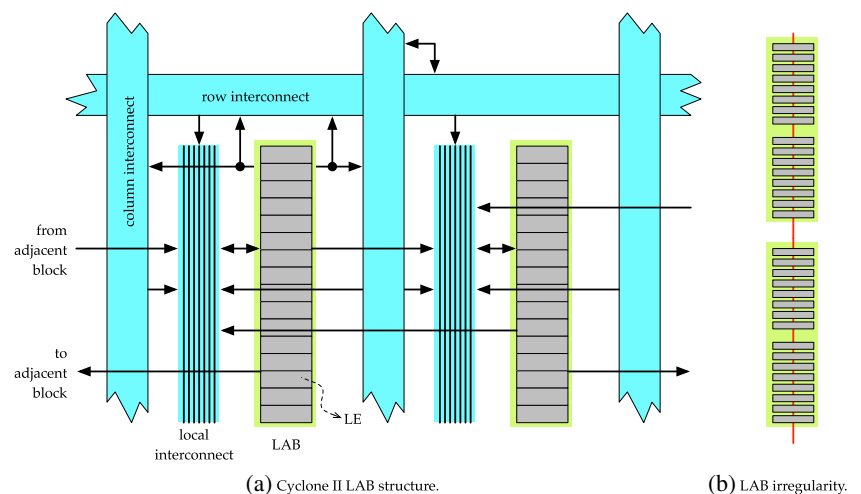 row interconnect
column interconnect
from
adjacent
block
to
adjacent
block
LE
local
interconnect
LAB
(a) Cyclone II LAB structure.
(b) LAB irregularity.